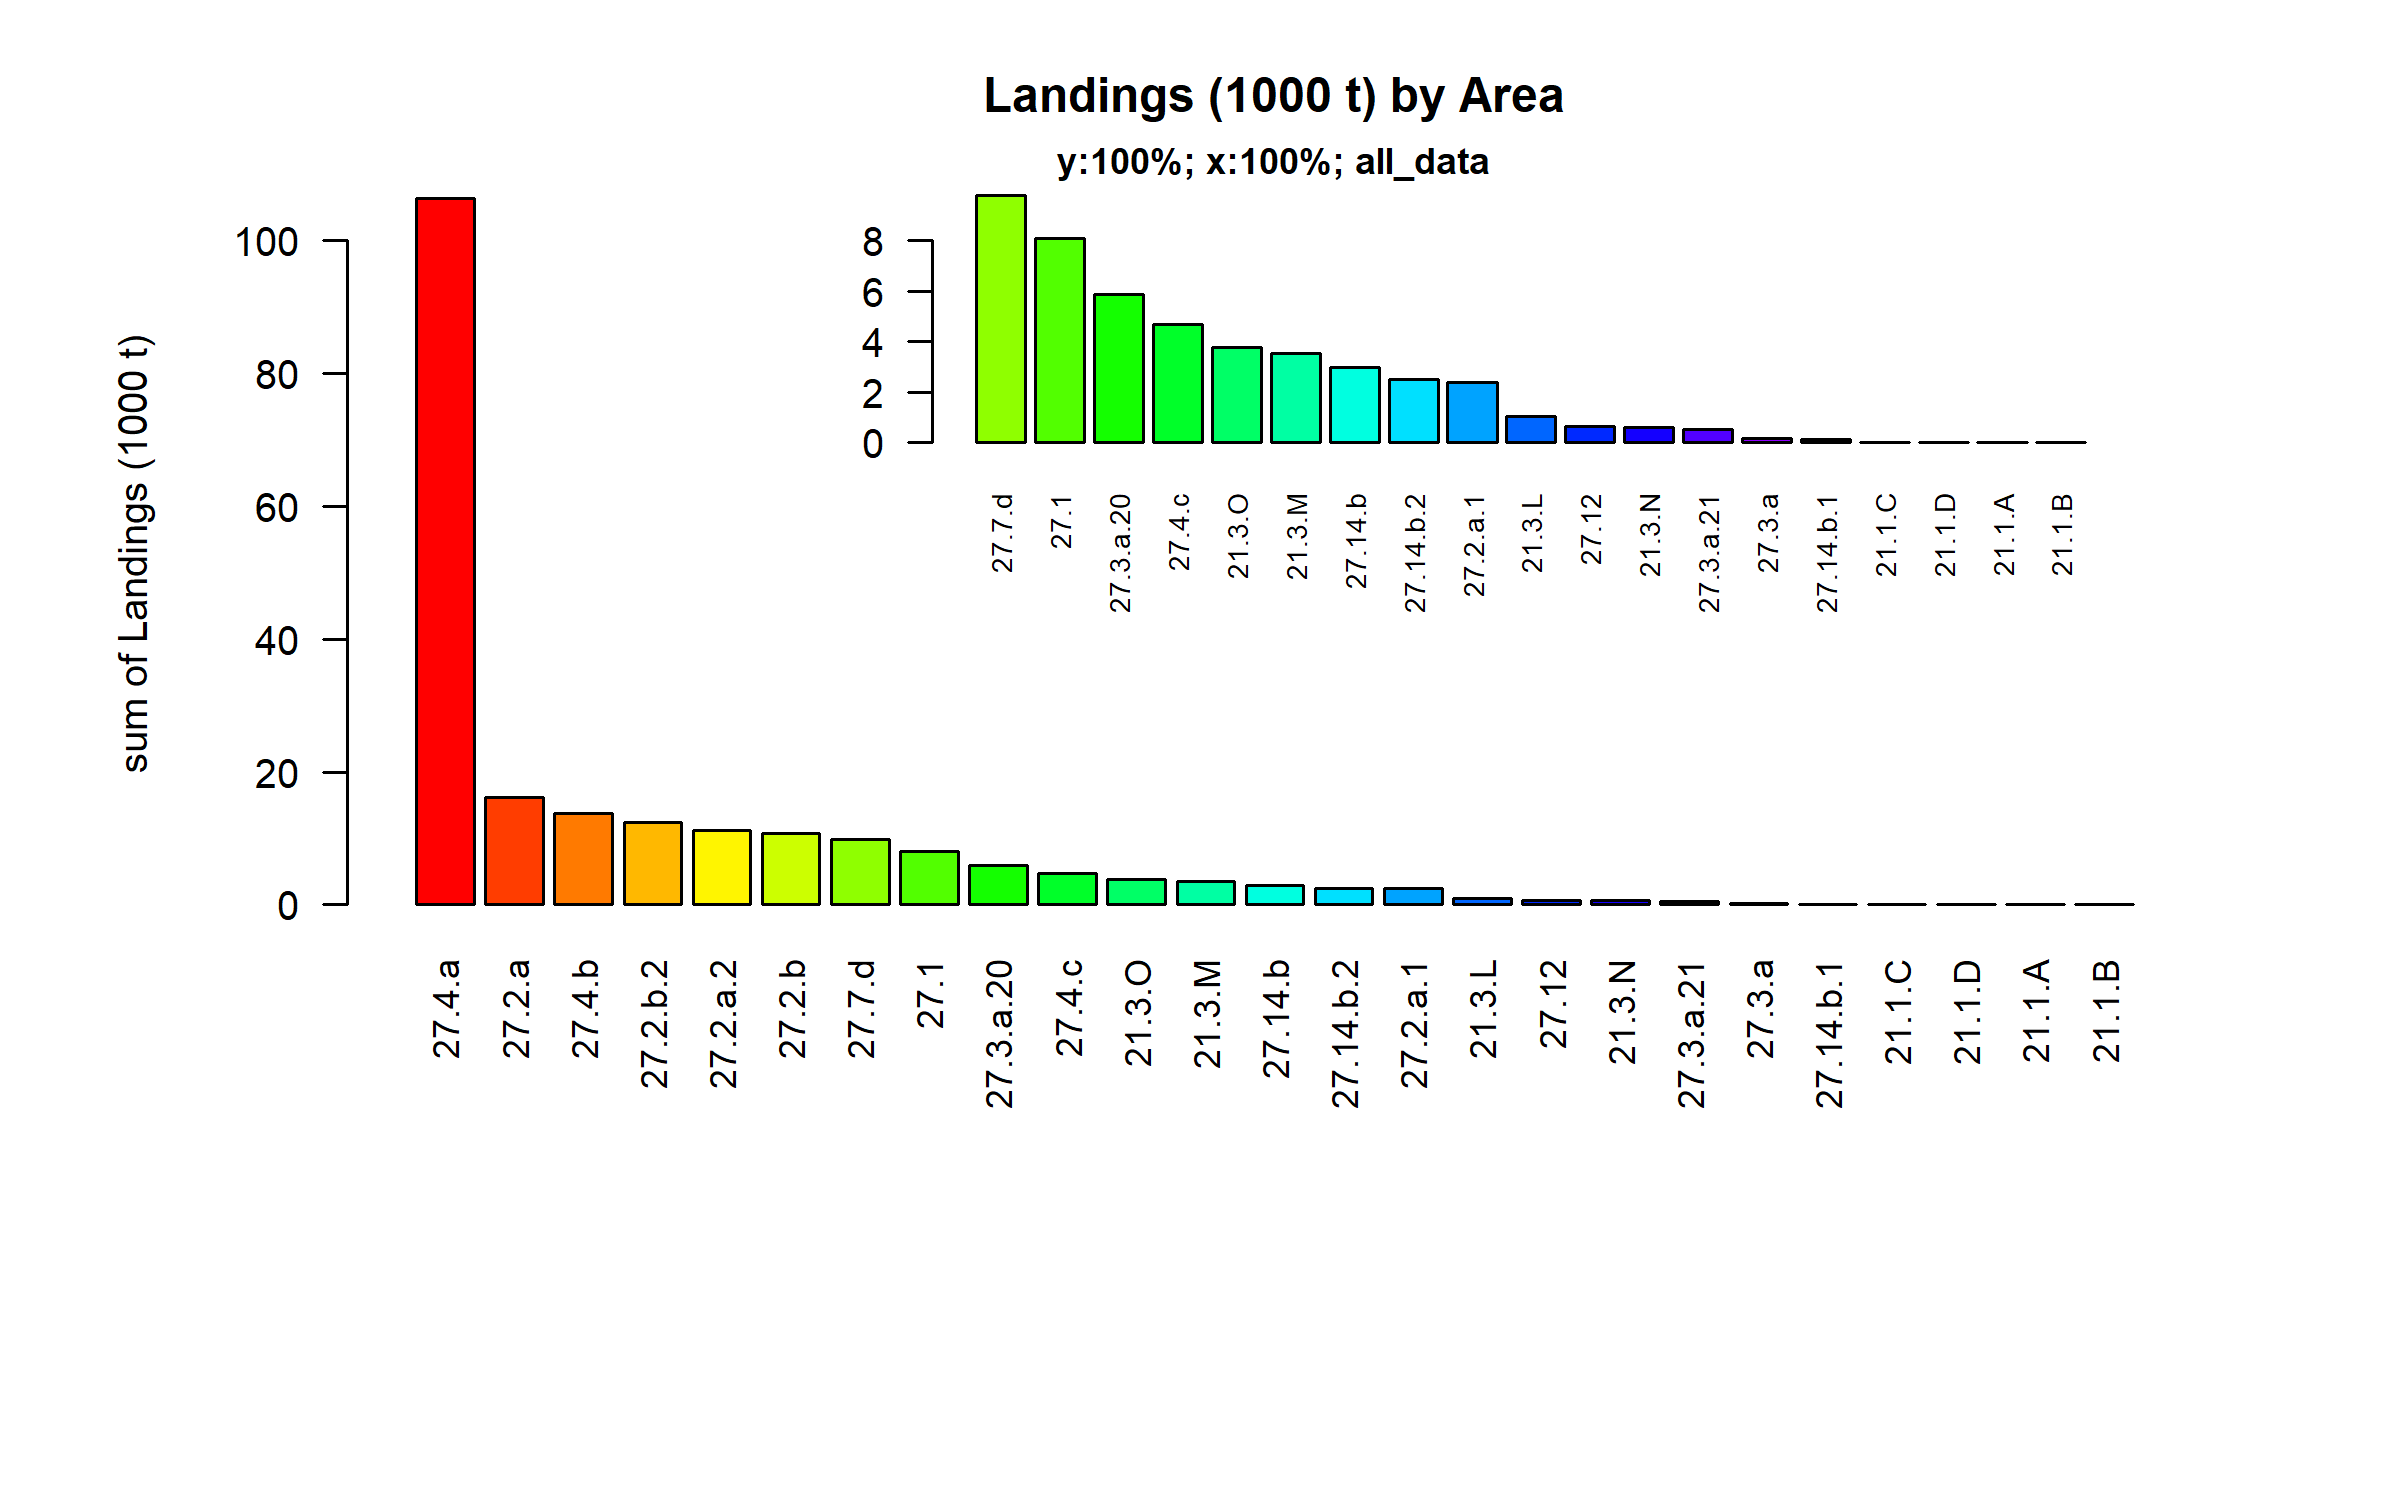 Landings (1000 t) by Area
y:100%; x:100%; all_data
sum of Landings (1000 t)
100
80
60
40
20
0
8
6
4
2
0
27.7.d
27.1
27.3.a.20
27.4.c
21.3.O
21.3.M
27.14.b
27.14.b.2
27.2.a.1
21.3.L
27.12
21.3.N
27.3.a.21
27.3.a
27.14.b.1
21.1.C
21.1.D
21.1.A
21.1.B
27.4.a
27.2.a
27.4.b
27.2.b.2
27.2.a.2
27.2.b
27.7.d
27.1
27.3.a.20
27.4.c
21.3.O
21.3.M
27.14.b
27.14.b.2
27.2.a.1
21.3.L
27.12
21.3.N
27.3.a.21
27.3.a
27.14.b.1
21.1.C
21.1.D
21.1.A
21.1.B